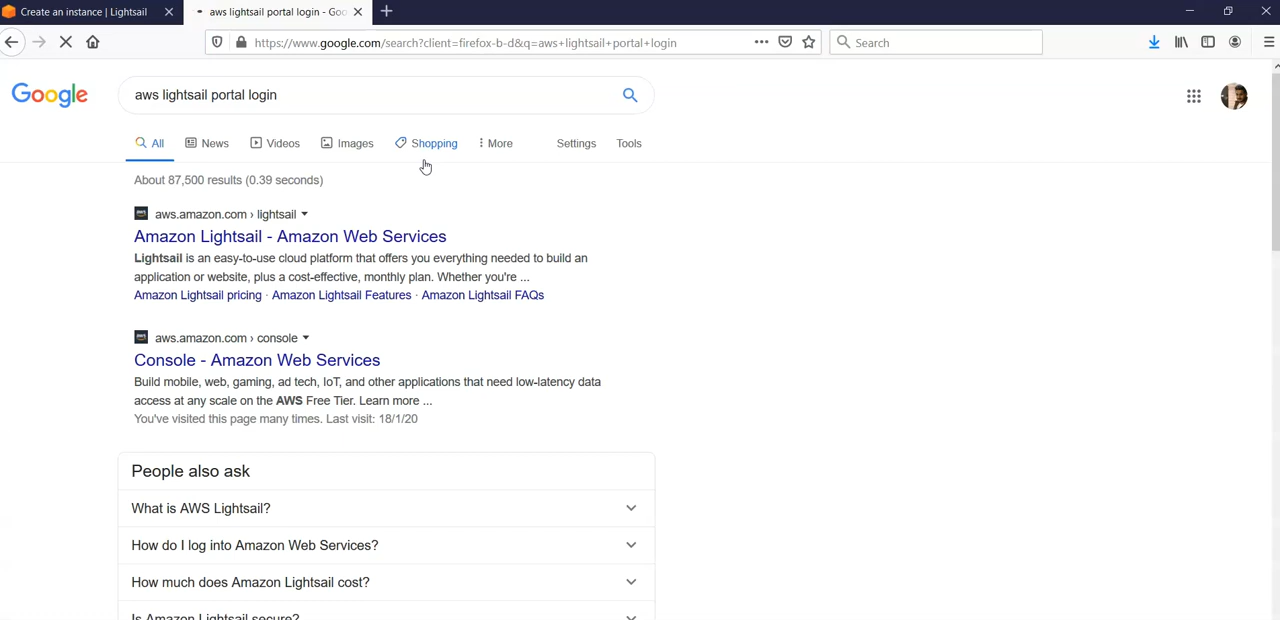 Create an instance | Lightsail
aws lightsail portal login - Goo
https://www.google.com/search?client=firefox-b-d&q=aws+lightsail+portal+login
Search
Google
aws lightsail portal login
All News Videos Images Shopping More Settings Tools
About 87,500 results (0.39 seconds)
aws.amazon.com › lightsail
Amazon Lightsail - Amazon Web Services
Lightsail is an easy-to-use cloud platform that offers you everything needed to build an
application or website, plus a cost-effective, monthly plan. Whether you're ...
Amazon Lightsail pricing · Amazon Lightsail Features · Amazon Lightsail FAQs
aws.amazon.com › console
Console - Amazon Web Services
Build mobile, web, gaming, ad tech, IoT, and other applications that need low-latency data
access at any scale on the AWS Free Tier. Learn more ...
You've visited this page many times. Last visit: 18/1/20
People also ask
What is AWS Lightsail?
How do I log into Amazon Web Services?
How much does Amazon Lightsail cost?
Is Amazon Lightsail secure?